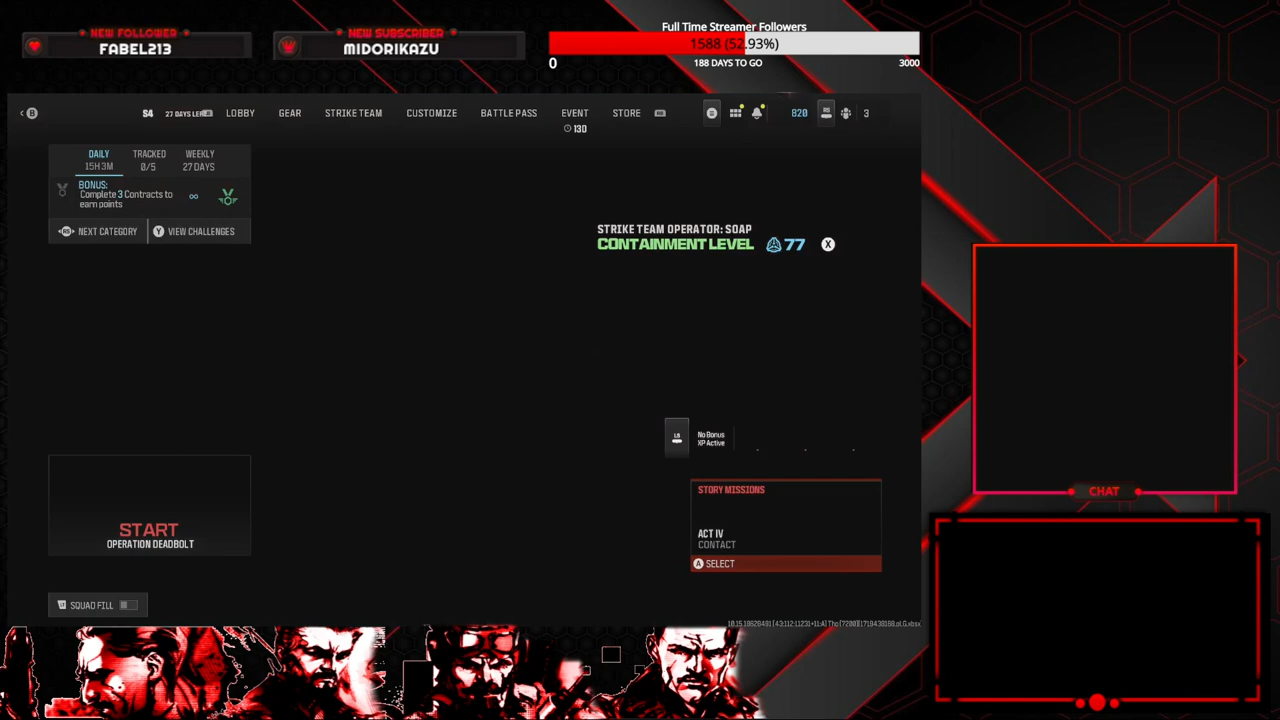 NEW FOLLOWER
FABEL213
NEW SUBSCRIBER
MIDORIKAZU
Full Time Streamer Followers
1588 (52.93%)
0
188 DAYS TO GO
3000
B
S4
27 DAYS
LOBBY
GEAR
STRIKE TEAM
CUSTOMIZE
BATTLE PASS
EVENT
STORE
820
RS
3
13D
DAILY
TRACKED
WEEKLY
15H 3M
0/5
27 DAYS
BONUS:
Complete 3 Contracts to
earn points
∞
RS NEXT CATEGORY
Y VIEW CHALLENGES
STRIKE TEAM OPERATOR: SOAP
CONTAINMENT LEVEL 77 X
LS
No Bonus
XP Active
STORY MISSIONS
ACT IV
CONTACT
A SELECT
START
OPERATION DEADBOLT
SQUAD FILL
CHAT